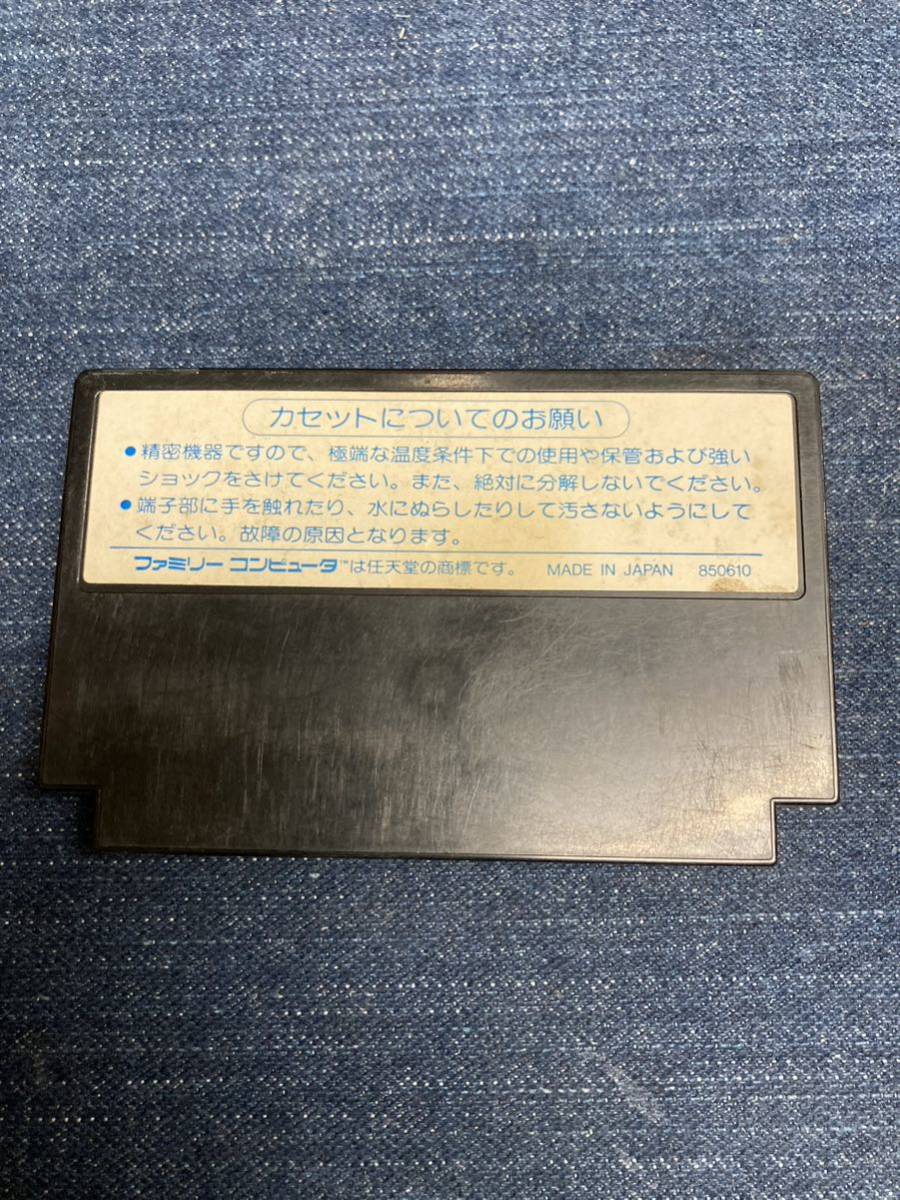 カセットについてのお願い
●精密機器ですので、極端な温度条件下での使用や保管および強い
ショックをさけてください。また、絶対に分解しないでください。
●端子部に手を触れたり、水にぬらしたりして汚さないようにして
ください。故障の原因となります。
ファミリー コンピュータ™は任天堂の商標です。 MADE IN JAPAN 850610